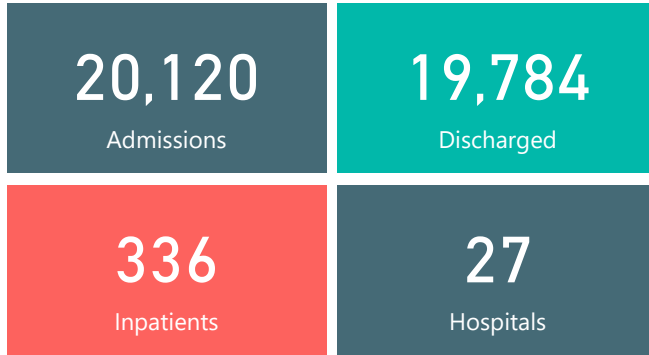 20,120
Admissions
19,784
Discharged
336
Inpatients
27
Hospitals